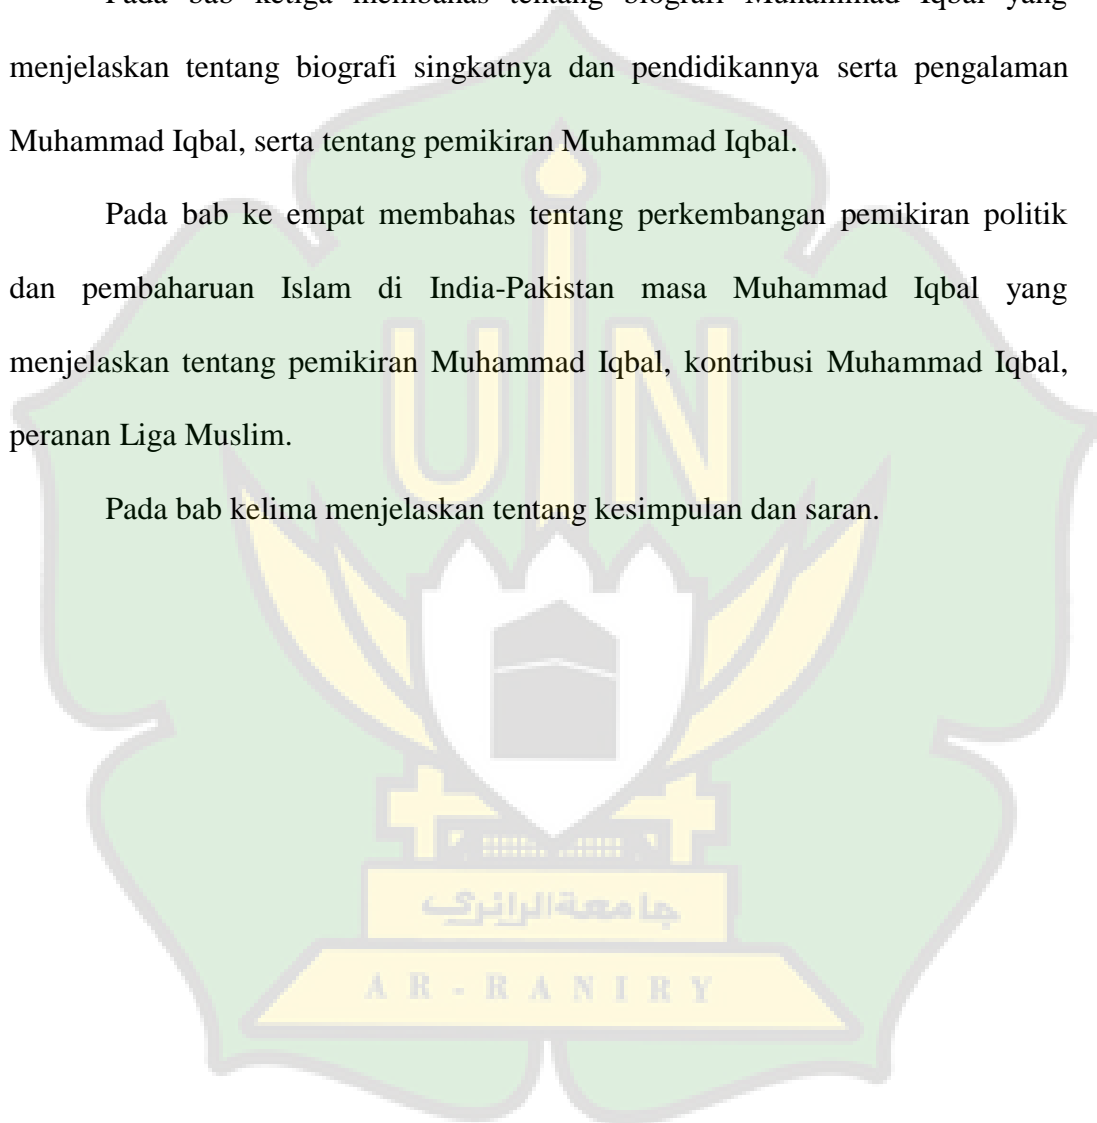 Pada bab ketiga membahas tentang biografi Muhammad Iqbal yang
menjelaskan tentang biografi singkatnya dan pendidikannya serta pengalaman
Muhammad Iqbal, serta tentang pemikiran Muhammad Iqbal.
Pada bab ke empat membahas tentang perkembangan pemikiran politik
dan pembaharuan Islam di India-Pakistan masa Muhammad Iqbal yang
menjelaskan tentang pemikiran Muhammad Iqbal, kontribusi Muhammad Iqbal,
peranan Liga Muslim.
Pada bab kelima menjelaskan tentang kesimpulan dan saran.
UIN
جامعة الرانري
AR-RANIRY